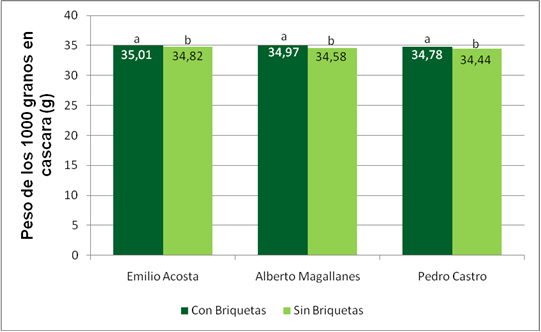 Peso de los 1000 granos en
cascara (g)
40
35
30
25
20
15
10
5
0
a b a b a b
35,01 34,82 34,97 34,58 34,78 34,44
Emilio Acosta Alberto Magallanes Pedro Castro
Con Briquetas Sin Briquetas